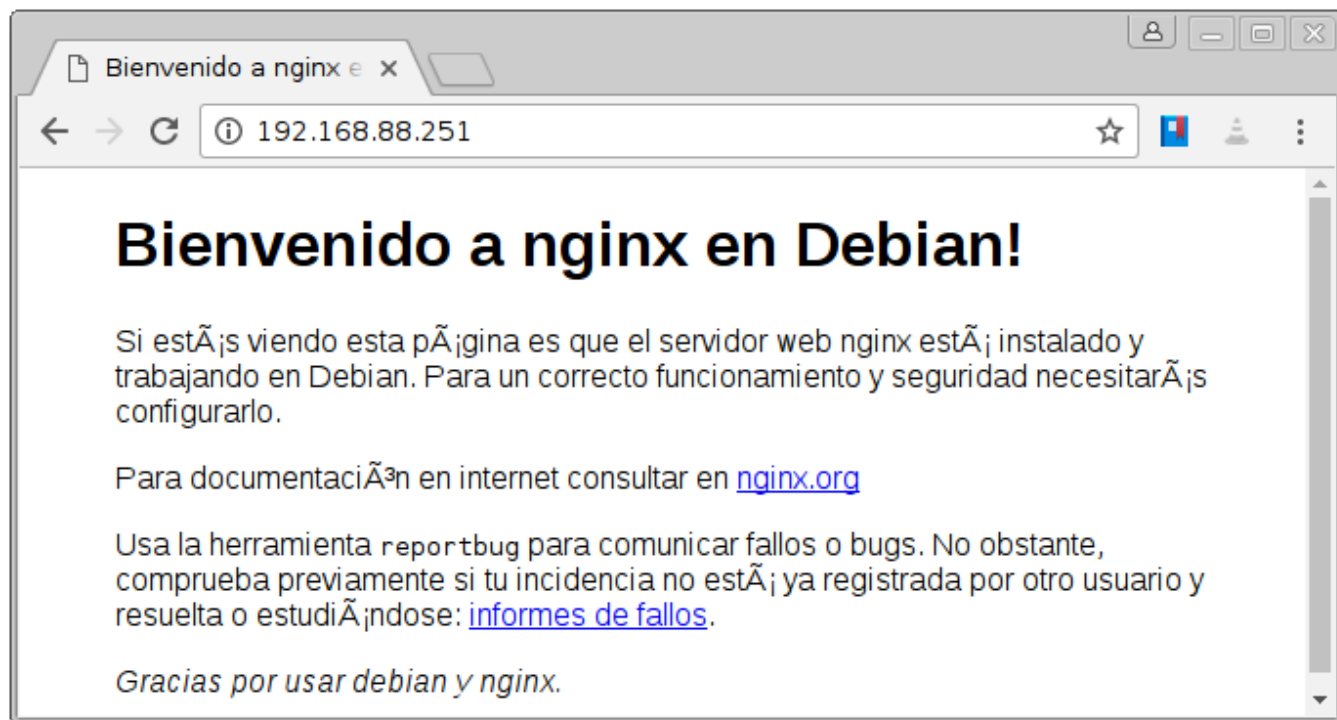 Bienvenido a nginx e
192.168.88.251
Bienvenido a nginx en Debian!
Si estÃ¡s viendo esta pÃ¡gina es que el servidor web nginx estÃ¡ instalado y
trabajando en Debian. Para un correcto funcionamiento y seguridad necesitarÃ¡s
configurarlo.
Para documentaciÃ³n en internet consultar en nginx.org
Usa la herramienta reportbug para comunicar fallos o bugs. No obstante,
comprueba previamente si tu incidencia no estÃ¡ ya registrada por otro usuario y
resuelta o estudiÃ¡ndose: informes de fallos.
Gracias por usar debian y nginx.